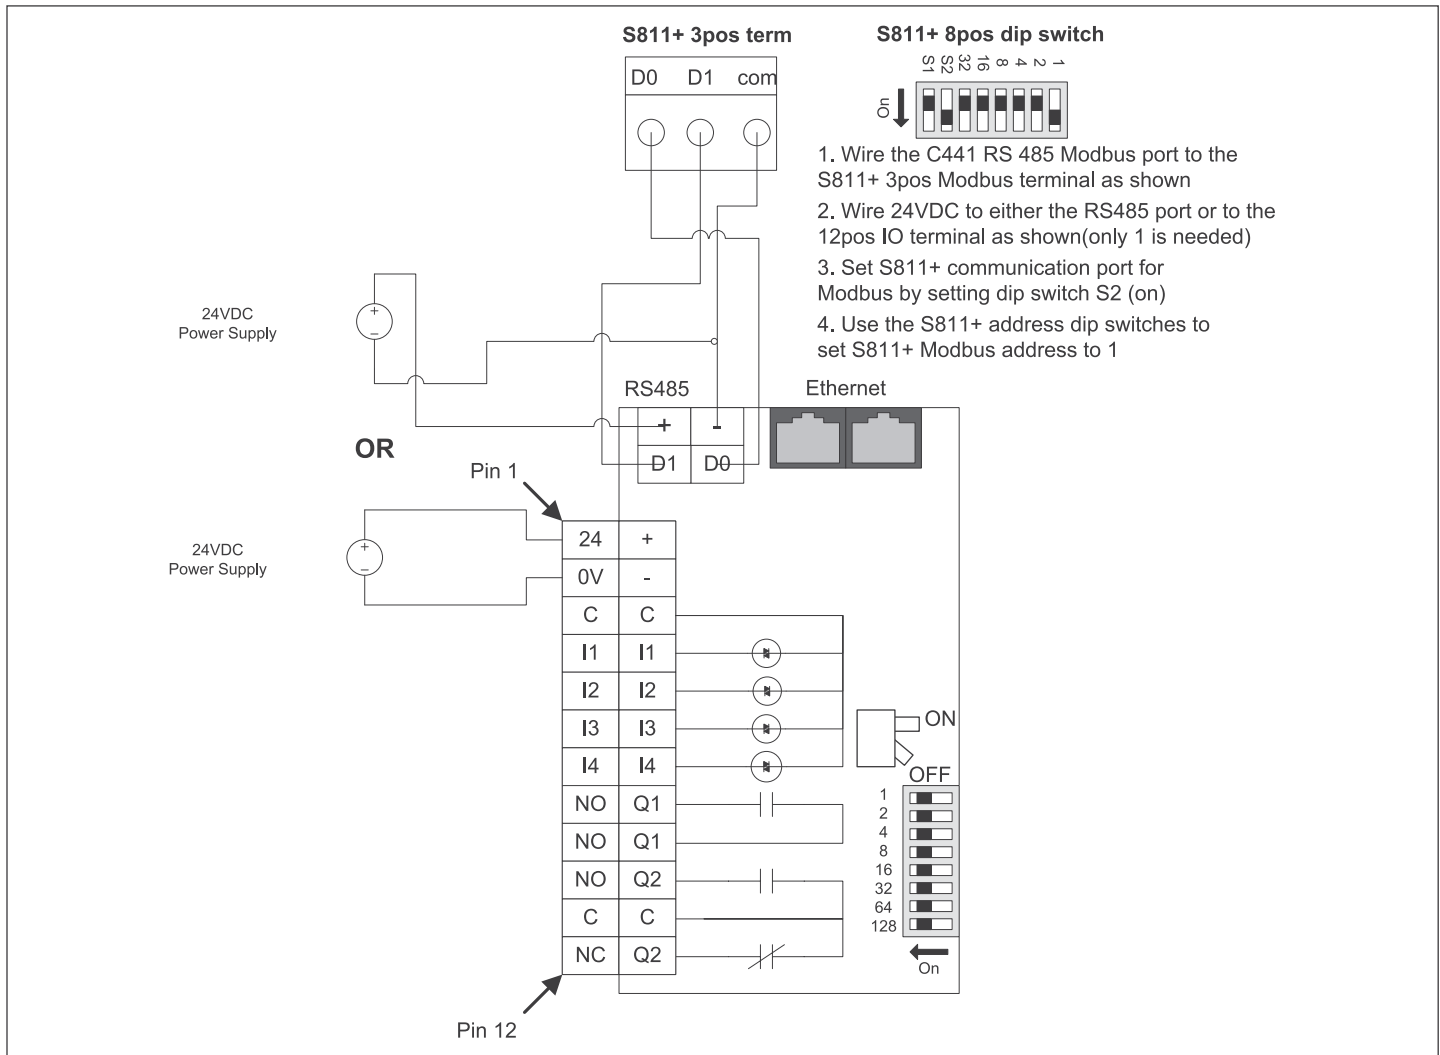 S811+ 3pos term
D0 D1 com
S811+ 8pos dip switch
S1 S2 32 16 8 4 2 1
On
1. Wire the C441 RS 485 Modbus port to the
S811+ 3pos Modbus terminal as shown
2. Wire 24VDC to either the RS485 port or to the
12pos IO terminal as shown(only 1 is needed)
3. Set S811+ communication port for
Modbus by setting dip switch S2 (on)
4. Use the S811+ address dip switches to
set S811+ Modbus address to 1
24VDC
Power Supply
+
–
RS485
Ethernet
+ -
D1 D0
OR
Pin 1
24VDC
Power Supply
+
–
24 +
0V -
C C
I1 I1
I2 I2
I3 I3
I4 I4
NO Q1
NO Q1
NO Q2
C C
NC Q2
Pin 12
ON
OFF
1
2
4
8
16
32
64
128
On